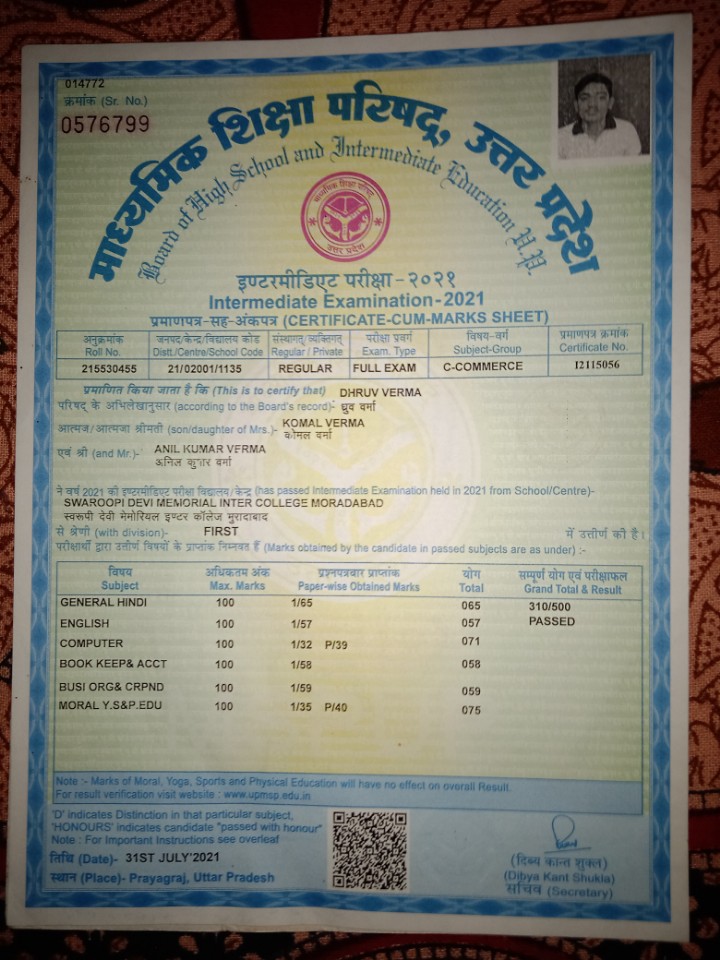 014772
क्रमांक (Sr. No.)
0576799
माध्यमिक शिक्षा परिषद्, उत्तर प्रदेश
Board of High School and Intermediate Education U.P.
माध्यमिक शिक्षा परिषद्
उत्तर प्रदेश
इण्टरमीडिएट परीक्षा - २०२१
Intermediate Examination - 2021
प्रमाणपत्र-सह-अंकपत्र (CERTIFICATE-CUM-MARKS SHEET)
अनुक्रमांक जनपद/केन्द्र/विद्यालय कोड संस्थागत/व्यक्तिगत परीक्षा प्रवर्ग विषय-वर्ग प्रमाणपत्र क्रमांक
Roll No. Distt./Centre/School Code Regular / Private Exam. Type Subject-Group Certificate No.
215530455 21/02001/1135 REGULAR FULL EXAM C-COMMERCE 12115056
प्रमाणित किया जाता है कि (This is to certify that) DHRUV VERMA
परिषद् के अभिलेखानुसार (according to the Board's record)- ध्रुव वर्मा
आत्मज/आत्मजा श्रीमती (son/daughter of Mrs.)- KOMAL VERMA
कोमल वर्मा
एवं श्री (and Mr.)- ANIL KUMAR VERMA
अनिल कुमार वर्मा
ने वर्ष 2021 की इण्टरमीडिएट परीक्षा विद्यालय/केन्द्र (has passed Intermediate Examination held in 2021 from School/Centre)-
SWAROOPI DEVI MEMORIAL INTER COLLEGE MORADABAD
स्वरूपी देवी मेमोरियल इण्टर कॉलेज मुरादाबाद
से श्रेणी (with division)- FIRST में उत्तीर्ण की है।
परीक्षार्थी द्वारा उत्तीर्ण विषयों के प्राप्तांक निम्नवत हैं (Marks obtained by the candidate in passed subjects are as under) :-
विषय अधिकतम अंक प्रश्नपत्रवार प्राप्तांक योग सम्पूर्ण योग एवं परीक्षाफल
Subject Max. Marks Paper-wise Obtained Marks Total Grand Total & Result
GENERAL HINDI 100 1/65 065 310/500
ENGLISH 100 1/57 057 PASSED
COMPUTER 100 1/32 P/39 071
BOOK KEEP& ACCT 100 1/58 058
BUSI ORG& CRPND 100 1/59 059
MORAL Y.S&P.EDU 100 1/35 P/40 075
Note :- Marks of Moral, Yoga, Sports and Physical Education will have no effect on overall Result.
For result verification visit website : www.upmsp.edu.in
'D' indicates Distinction in that particular subject,
'HONOURS' indicates candidate "passed with honour"
Note : For Important Instructions see overleaf
तिथि (Date)- 31ST JULY'2021
स्थान (Place)- Prayagraj, Uttar Pradesh
(दिब्य कान्त शुक्ल)
(Dibya Kant Shukla)
सचिव (Secretary)